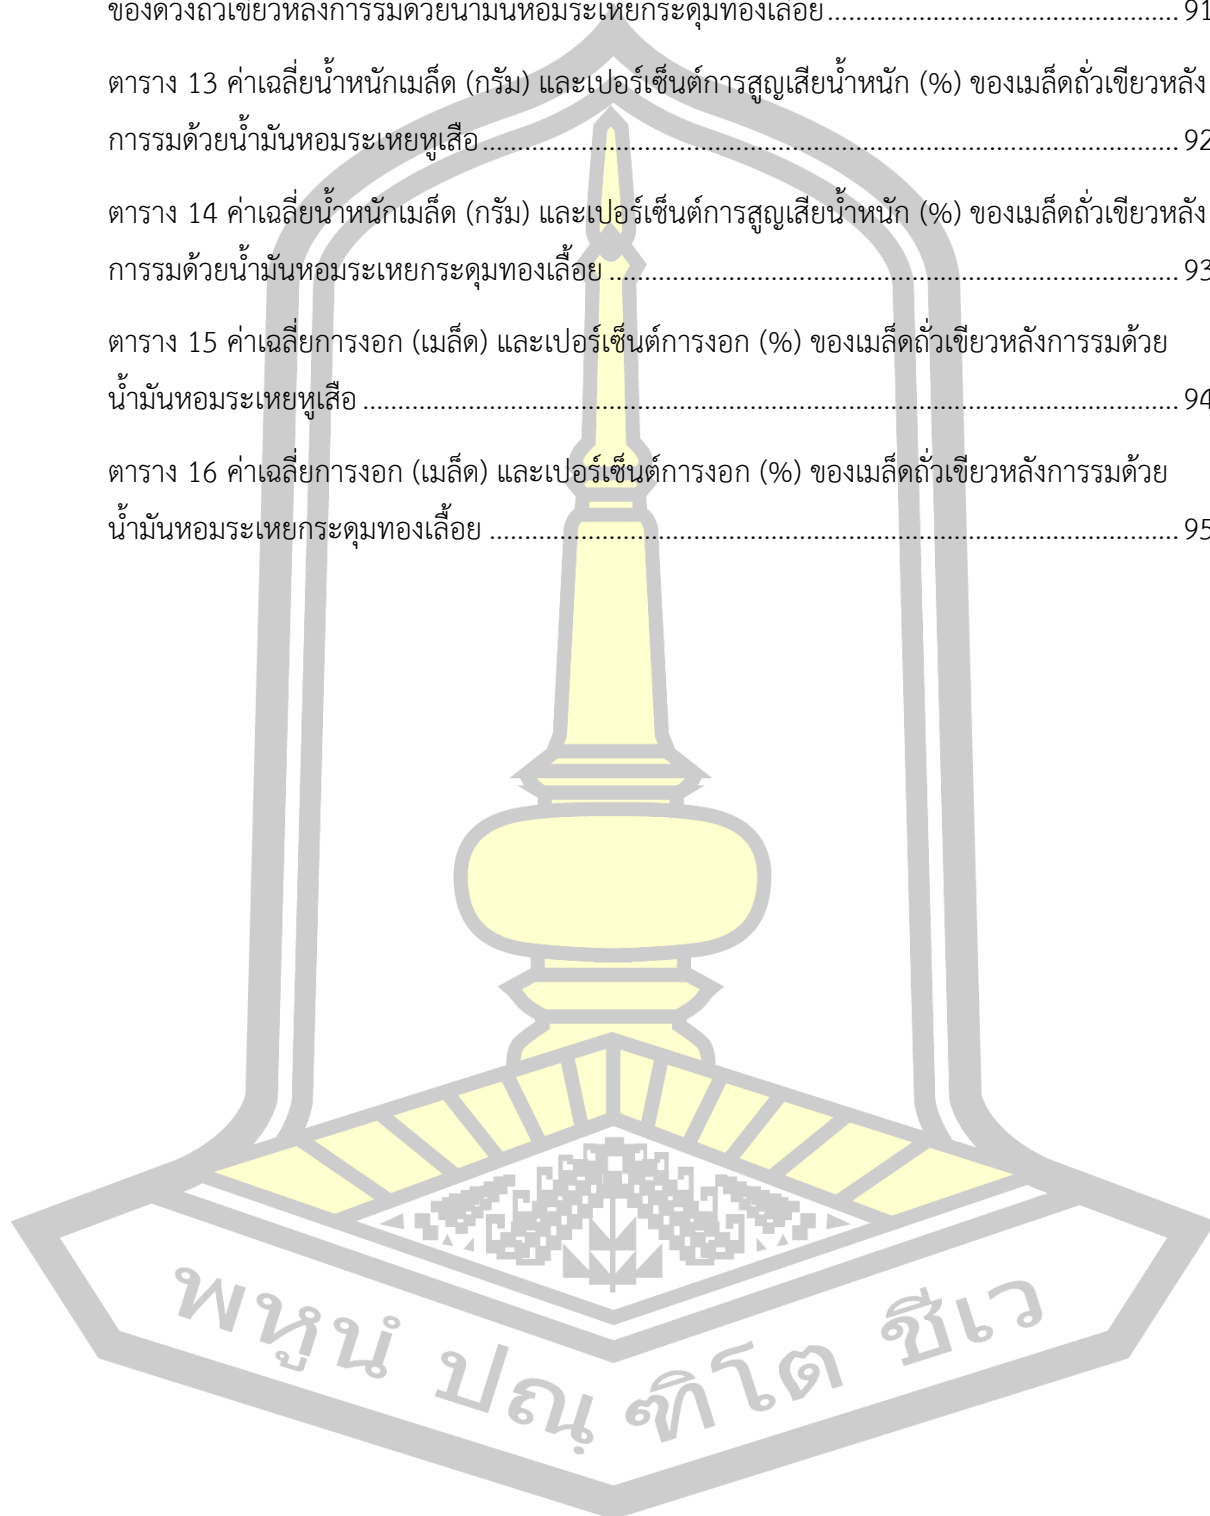 ของด้วงถั่วเขียวหลังการรมด้วยน้ำมันหอมระเหยกระดุมทองเลื้อย ........................................ 91
ตาราง 13 ค่าเฉลี่ยน้ำหนักเมล็ด (กรัม) และเปอร์เซ็นต์การสูญเสียน้ำหนัก (%) ของเมล็ดถั่วเขียวหลัง
การรมด้วยน้ำมันหอมระเหยหูเสือ ........................................ 92
ตาราง 14 ค่าเฉลี่ยน้ำหนักเมล็ด (กรัม) และเปอร์เซ็นต์การสูญเสียน้ำหนัก (%) ของเมล็ดถั่วเขียวหลัง
การรมด้วยน้ำมันหอมระเหยกระดุมทองเลื้อย ........................................ 93
ตาราง 15 ค่าเฉลี่ยการงอก (เมล็ด) และเปอร์เซ็นต์การงอก (%) ของเมล็ดถั่วเขียวหลังการรมด้วย
น้ำมันหอมระเหยหูเสือ ........................................ 94
ตาราง 16 ค่าเฉลี่ยการงอก (เมล็ด) และเปอร์เซ็นต์การงอก (%) ของเมล็ดถั่วเขียวหลังการรมด้วย
น้ำมันหอมระเหยกระดุมทองเลื้อย ........................................ 95
พหูนํ ปณฺฑิโต ชีเว